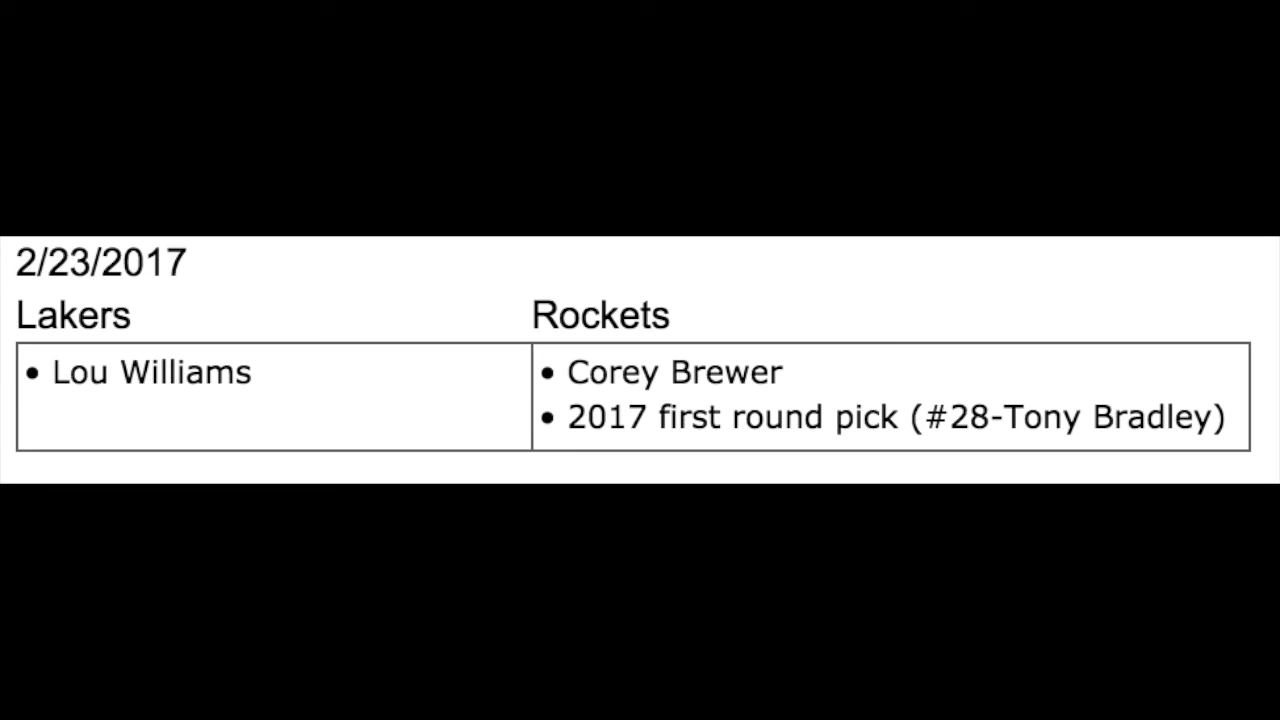 2/23/2017
Lakers Rockets
• Lou Williams • Corey Brewer
• 2017 first round pick (#28-Tony Bradley)